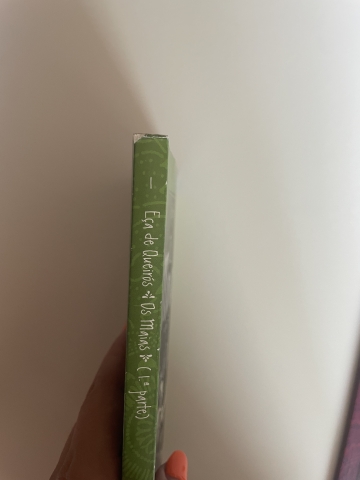 Eça de Queirós Os Maias (1.ª parte)